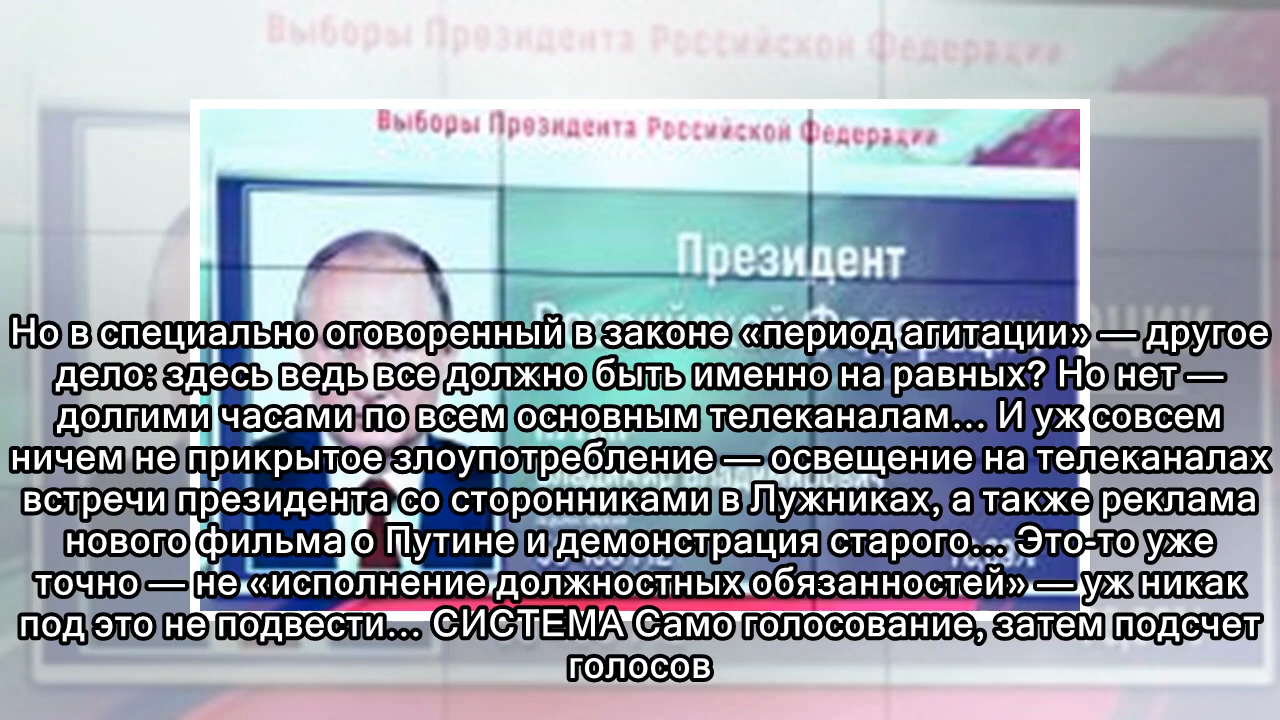 Выборы Президента Российской Федерации
Выборы Президента Российской Федерации
Президент
Но в специально оговоренный в законе «период агитации» — другое
дело: здесь ведь все должно быть именно на равных? Но нет —
долгими часами по всем основным телеканалам... И уж совсем
ничем не прикрытое злоупотребление — освещение на телеканалах
встречи президента со сторонниками в Лужниках, а также реклама
нового фильма о Путине и демонстрация старого... Это-то уже
точно — не «исполнение должностных обязанностей» — уж никак
под это не подвести... СИСТЕМА Само голосование, затем подсчет
голосов